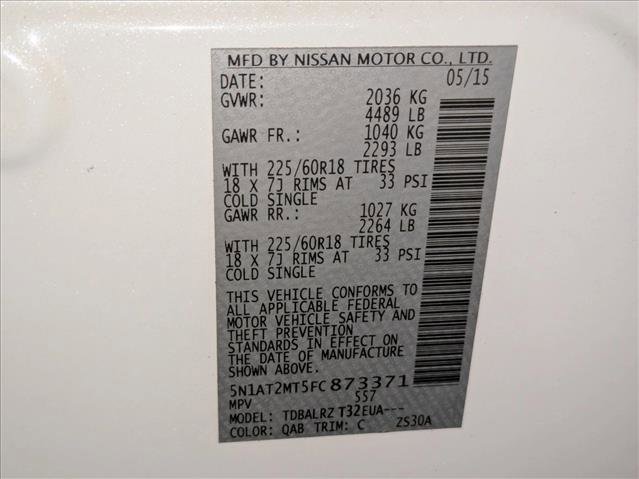 MFD BY NISSAN MOTOR CO., LTD.
DATE: 05/15
GVWR: 2036 KG
4489 LB
GAWR FR.: 1040 KG
2293 LB
WITH 225/60R18 TIRES
18 X 7J RIMS AT 33 PSI
COLD SINGLE
GAWR RR.: 1027 KG
2264 LB
WITH 225/60R18 TIRES
18 X 7J RIMS AT 33 PSI
COLD SINGLE
THIS VEHICLE CONFORMS TO
ALL APPLICABLE FEDERAL
MOTOR VEHICLE SAFETY AND
THEFT PREVENTION
STANDARDS IN EFFECT ON
THE DATE OF MANUFACTURE
SHOWN ABOVE.
5N1AT2MT5FC873371
MPV 557
MODEL: TDBALRZ T32EUA---
COLOR: QAB TRIM: C ZS30A